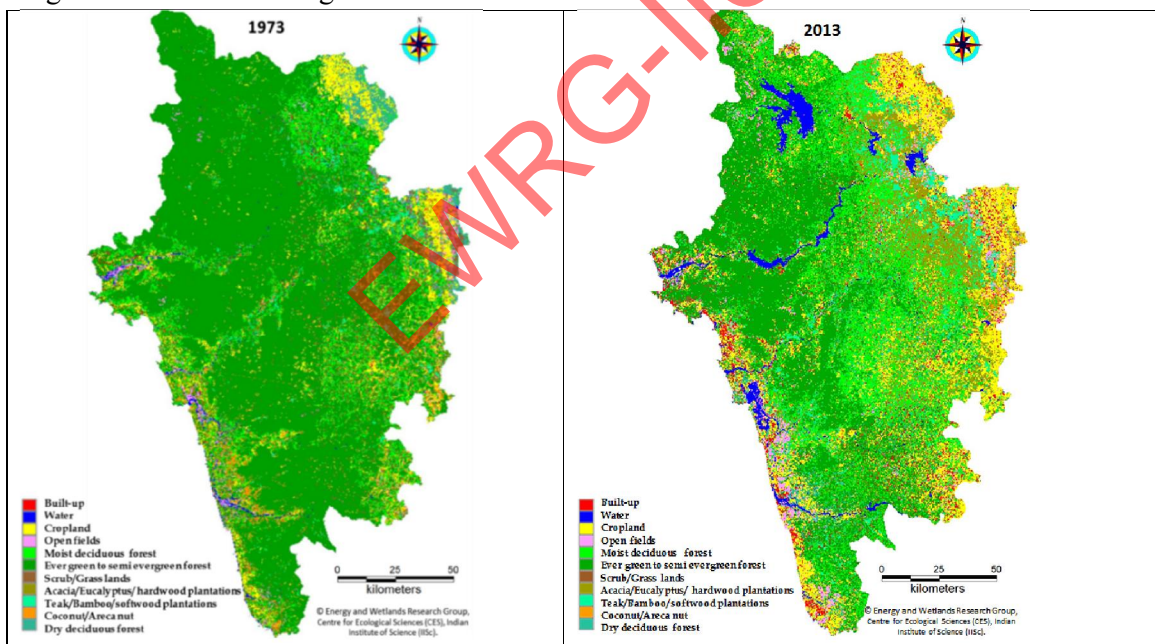 1973
N
Built-up
Water
Cropland
Open fields
Moist deciduous forest
Ever green to semi evergreen forest
Scrub/Grass lands
Acacia/Eucalyptus/ hardwood plantations
Teak/Bamboo/softwood plantations
Coconut/Areca nut
Dry deciduous forest
0 25 50
kilometers
© Energy and Wetlands Research Group,
Centre for Ecological Sciences (CES), Indian
Institute of Science (IISc).
2013
N
Built-up
Water
Cropland
Open fields
Moist deciduous forest
Ever green to semi evergreen forest
Scrub/Grass lands
Acacia/Eucalyptus/ hardwood plantations
Teak/Bamboo/softwood plantations
Coconut/Areca nut
Dry deciduous forest
0 25 50
kilometers
© Energy and Wetlands Research Group,
Centre for Ecological Sciences (CES), Indian
Institute of Science (IISc).
EWRG-II